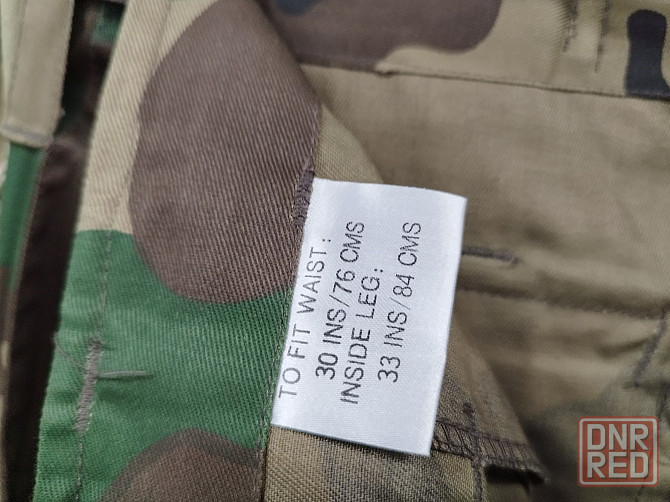 TO FIT WAIST:
30 INS/76 CMS
INSIDE LEG:
33 INS/84 CMS
DNR
RED